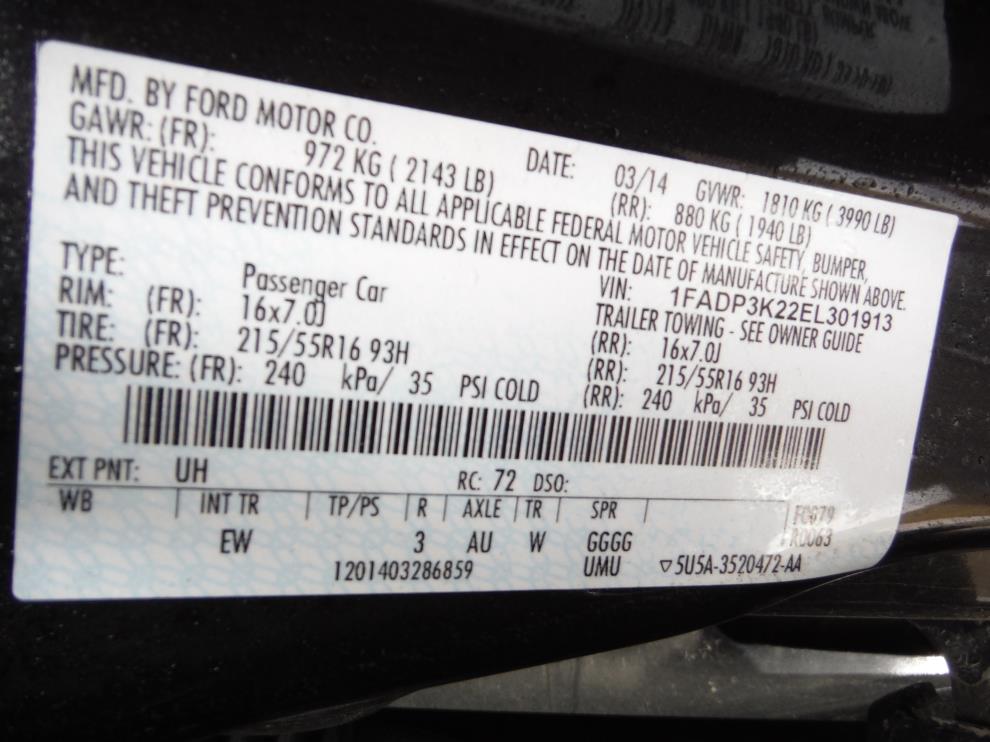 MFD. BY FORD MOTOR CO.
DATE: 03/14 GVWR: 1810 KG ( 3990 LB)
GAWR: (FR): 972 KG ( 2143 LB) (RR): 880 KG ( 1940 LB)
THIS VEHICLE CONFORMS TO ALL APPLICABLE FEDERAL MOTOR VEHICLE SAFETY, BUMPER,
AND THEFT PREVENTION STANDARDS IN EFFECT ON THE DATE OF MANUFACTURE SHOWN ABOVE.
VIN: 1FADP3K22EL301913
TYPE: Passenger Car TRAILER TOWING - SEE OWNER GUIDE
RIM: (FR): 16x7.0J (RR): 16x7.0J
TIRE: (FR): 215/55R16 93H (RR): 215/55R16 93H
PRESSURE: (FR): 240 kPa/ 35 PSI COLD (RR): 240 kPa/ 35 PSI COLD
EXT PNT: UH RC: 72 DSO:
WB | INT TR | TP/PS | R | AXLE | TR | SPR | F0079
EW 3 AU W GGGG R0063
1201403286859 UMU ▽5U5A-3520472-AA